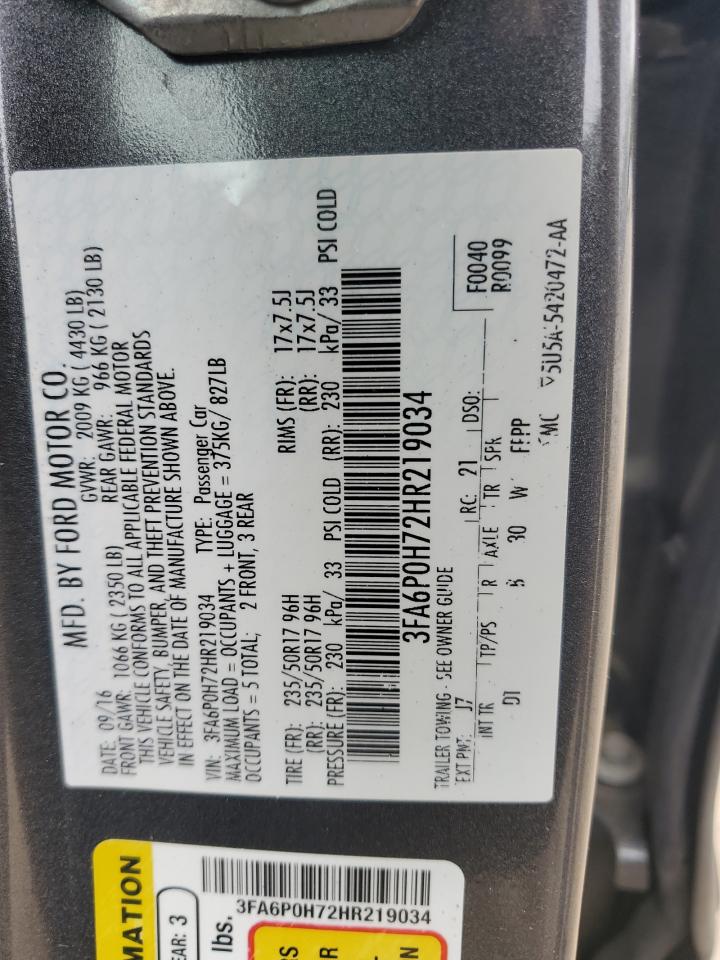 MFD. BY FORD MOTOR CO.
DATE: 09/16 GVWR: 2009 KG ( 4430 LB)
FRONT GAWR: 1066 KG ( 2350 LB) REAR GAWR: 966 KG ( 2130 LB)
THIS VEHICLE CONFORMS TO ALL APPLICABLE FEDERAL MOTOR
VEHICLE SAFETY, BUMPER, AND THEFT PREVENTION STANDARDS
IN EFFECT ON THE DATE OF MANUFACTURE SHOWN ABOVE.
VIN: 3FA6P0H72HR219034 TYPE: Passenger Car
MAXIMUM LOAD = OCCUPANTS + LUGGAGE = 375KG/ 827LB
OCCUPANTS = 5 TOTAL; 2 FRONT, 3 REAR
TIRE (FR): 235/50R17 96H RIMS (FR): 17x7.5J
(RR): 235/50R17 96H (RR): 17x7.5J
PRESSURE (FR): 230 kPa/ 33 PSI COLD (RR): 230 kPa/ 33 PSI COLD
3FA6P0H72HR219034
TRAILER TOWING - SEE OWNER GUIDE
F0040
R0099
EXT PNT: J7 RC: 21 DSO:
INT TR TP/PS R AXLE TR SPR
DI 30 W
5U5A-5420472-AA
MATION
EAR: 3
lbs.
3FA6P0H72HR219034
RS
R
N